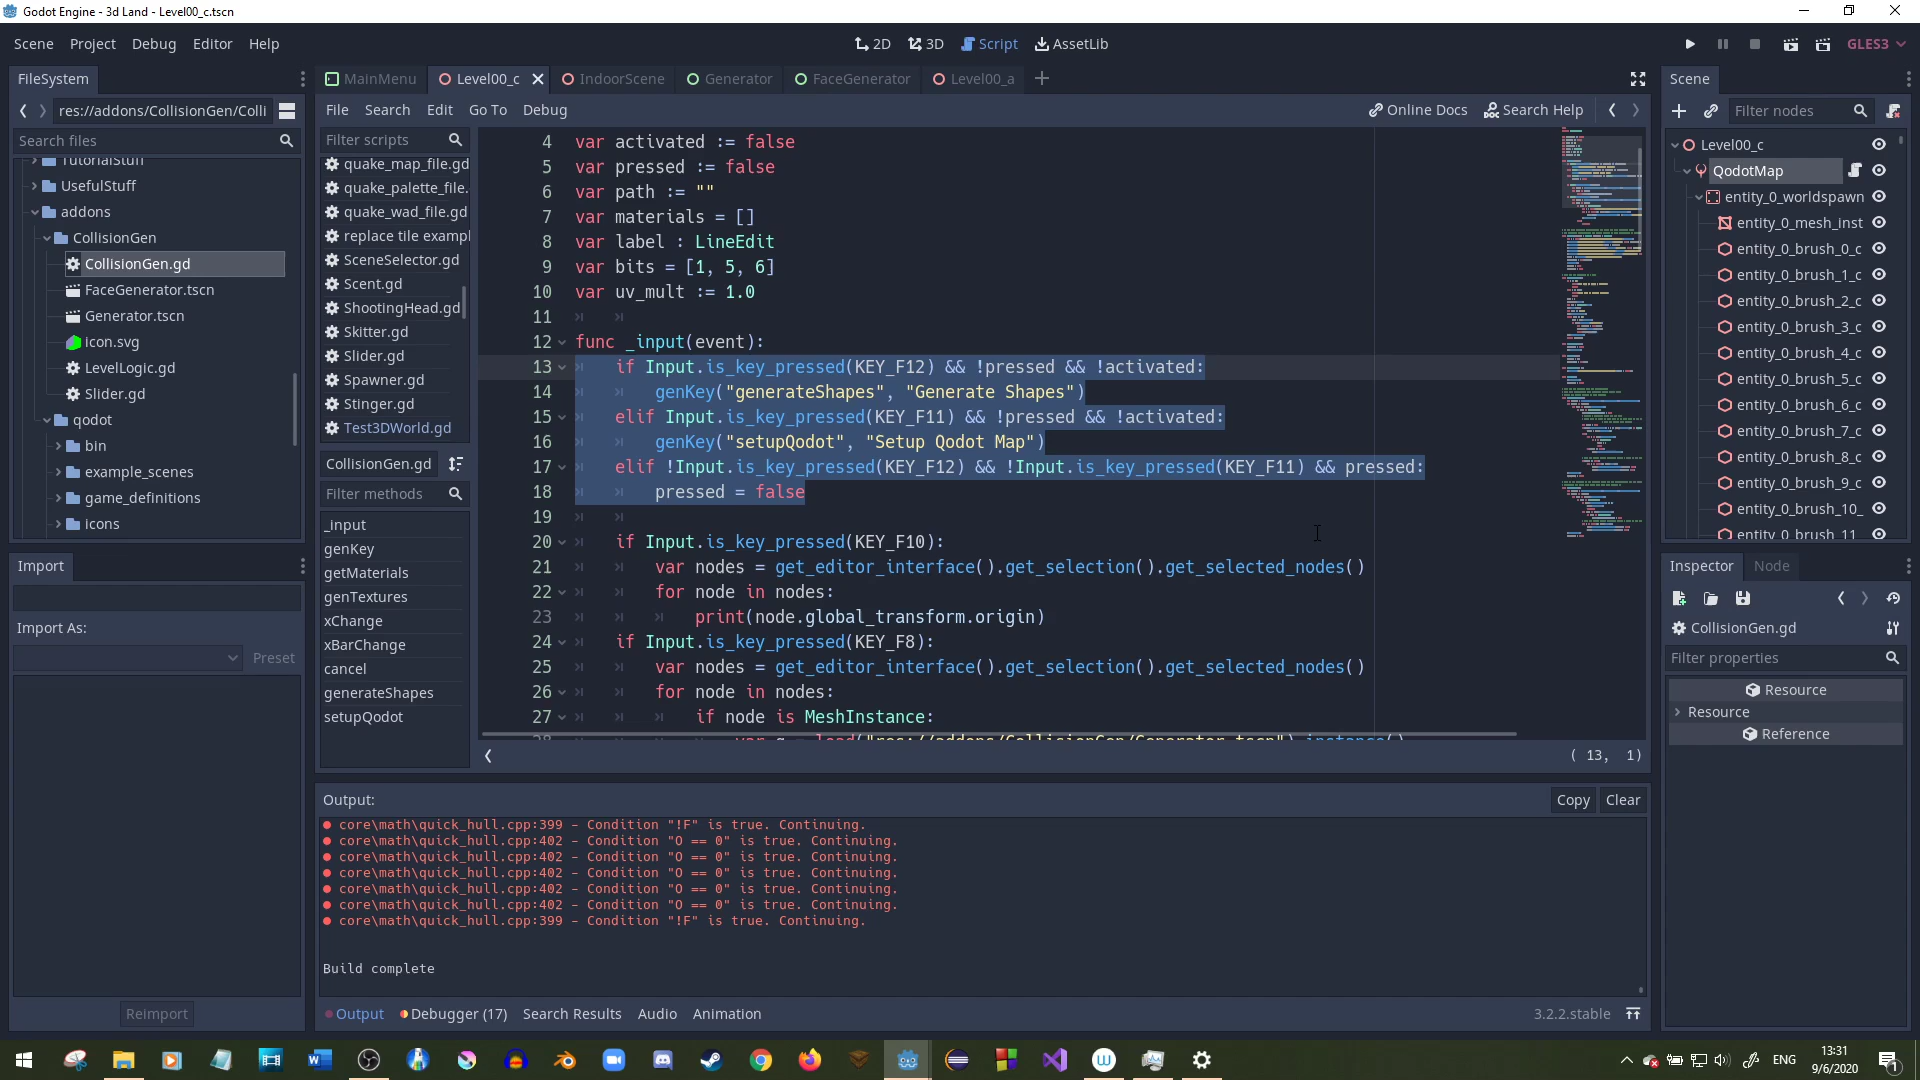 Godot Engine - 3d Land - Level00_c.tscn
Scene Project Debug Editor Help
2D 3D Script AssetLib
GLES3
FileSystem
res://addons/CollisionGen/Colli
Search files
TutorialStuff
UsefulStuff
addons
CollisionGen
CollisionGen.gd
FaceGenerator.tscn
Generator.tscn
icon.svg
LevelLogic.gd
Slider.gd
qodot
bin
example_scenes
game_definitions
icons
Import
Import As:
Preset
Reimport
MainMenu Level00_c IndoorScene Generator FaceGenerator Level00_a
File Search Edit Go To Debug
Online Docs Search Help
Filter scripts
quake_map_file.gd
quake_palette_file.
quake_wad_file.gd
replace tile exampl
SceneSelector.gd
Scent.gd
ShootingHead.gd
Skitter.gd
Slider.gd
Spawner.gd
Stinger.gd
Test3DWorld.gd
CollisionGen.gd
Filter methods
_input
genKey
getMaterials
genTextures
xChange
xBarChange
cancel
generateShapes
setupQodot
4 var activated := false
5 var pressed := false
6 var path := ""
7 var materials = []
8 var label : LineEdit
9 var bits = [1, 5, 6]
10 var uv_mult := 1.0
11
12 func _input(event):
13 if Input.is_key_pressed(KEY_F12) && !pressed && !activated:
14 genKey("generateShapes", "Generate Shapes")
15 elif Input.is_key_pressed(KEY_F11) && !pressed && !activated:
16 genKey("setupQodot", "Setup Qodot Map")
17 elif !Input.is_key_pressed(KEY_F12) && !Input.is_key_pressed(KEY_F11) && pressed:
18 pressed = false
19
20 if Input.is_key_pressed(KEY_F10):
21 var nodes = get_editor_interface().get_selection().get_selected_nodes()
22 for node in nodes:
23 print(node.global_transform.origin)
24 if Input.is_key_pressed(KEY_F8):
25 var nodes = get_editor_interface().get_selection().get_selected_nodes()
26 for node in nodes:
27 if node is MeshInstance:
28 var g = load("res://addons/CollisionGen/Generator.tscn").instance()
( 13, 1)
Output:
Copy Clear
core\math\quick_hull.cpp:399 - Condition "!F" is true. Continuing.
core\math\quick_hull.cpp:402 - Condition "O == 0" is true. Continuing.
core\math\quick_hull.cpp:402 - Condition "O == 0" is true. Continuing.
core\math\quick_hull.cpp:402 - Condition "O == 0" is true. Continuing.
core\math\quick_hull.cpp:402 - Condition "O == 0" is true. Continuing.
core\math\quick_hull.cpp:402 - Condition "O == 0" is true. Continuing.
core\math\quick_hull.cpp:399 - Condition "!F" is true. Continuing.
Build complete
Output Debugger (17) Search Results Audio Animation
3.2.2.stable
Scene
Filter nodes
Level00_c
QodotMap
entity_0_worldspawn
entity_0_mesh_inst
entity_0_brush_0_c
entity_0_brush_1_c
entity_0_brush_2_c
entity_0_brush_3_c
entity_0_brush_4_c
entity_0_brush_5_c
entity_0_brush_6_c
entity_0_brush_7_c
entity_0_brush_8_c
entity_0_brush_9_c
entity_0_brush_10_
entity_0_brush_11
Inspector Node
CollisionGen.gd
Filter properties
Resource
Resource
Reference
ENG
13:31
9/6/2020
1